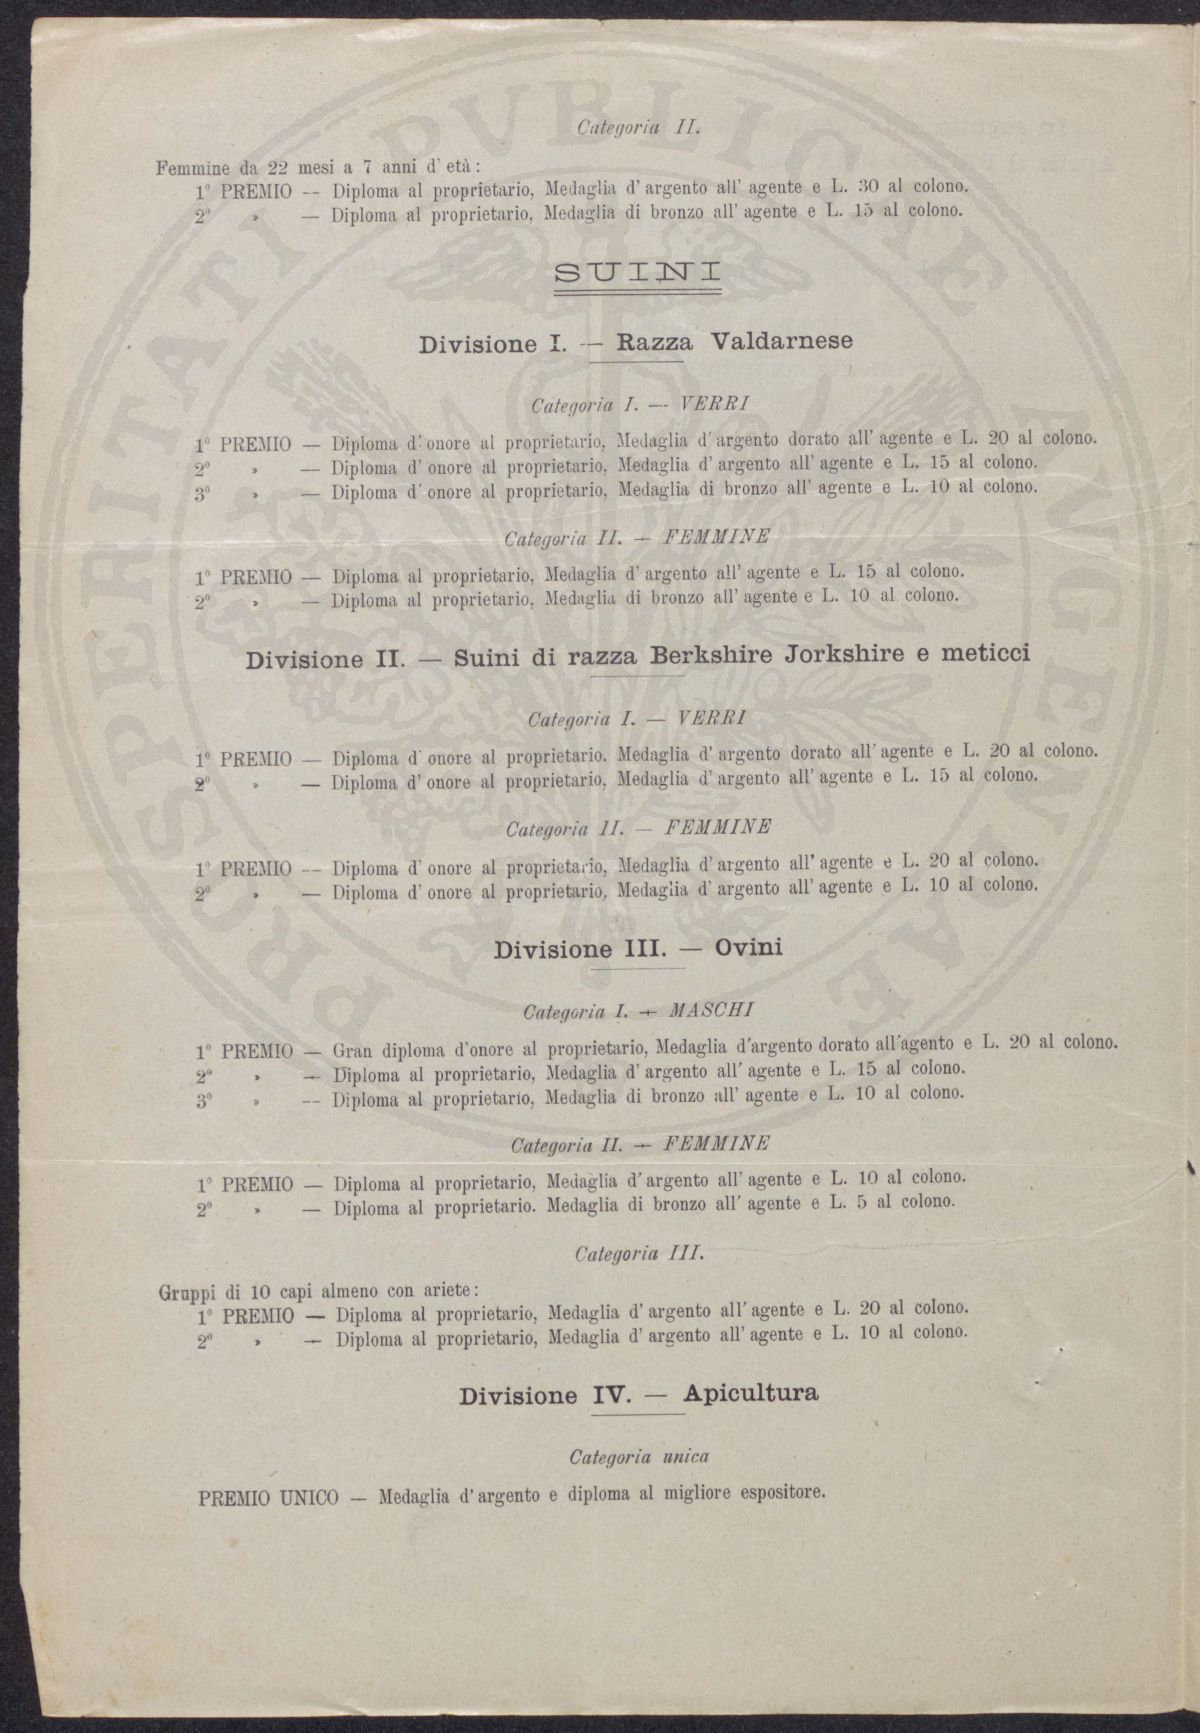 Categoria II.
Femmine da 22 mesi a 7 anni d' età:
1° PREMIO — Diploma al proprietario, Medaglia d' argento all' agente e L. 30 al colono.
2° » — Diploma al proprietario, Medaglia di bronzo all' agente e L. 15 al colono.
SUINI
Divisione I. — Razza Valdarnese
Categoria I. — VERRI
1° PREMIO — Diploma d' onore al proprietario, Medaglia d' argento dorato all' agente e L. 20 al colono.
2° » — Diploma d' onore al proprietario, Medaglia d' argento all' agente e L. 15 al colono.
3° » — Diploma d' onore al proprietario, Medaglia di bronzo all' agente e L. 10 al colono.
Categoria II. — FEMMINE
1° PREMIO — Diploma al proprietario, Medaglia d' argento all' agente e L. 15 al colono.
2° » — Diploma al proprietario, Medaglia di bronzo all' agente e L. 10 al colono.
Divisione II. — Suini di razza Berkshire Jorkshire e meticci
Categoria I. — VERRI
1° PREMIO — Diploma d' onore al proprietario. Medaglia d' argento dorato all' agente e L. 20 al colono.
2° » — Diploma d' onore al proprietario, Medaglia d' argento all' agente e L. 15 al colono.
Categoria II. — FEMMINE
1° PREMIO — Diploma d' onore al proprietario, Medaglia d' argento all' agente e L. 20 al colono.
2° » — Diploma d' onore al proprietario, Medaglia d' argento all' agente e L. 10 al colono.
Divisione III. — Ovini
Categoria I. — MASCHI
1° PREMIO — Gran diploma d'onore al proprietario, Medaglia d'argento dorato all'agento e L. 20 al colono.
2° » — Diploma al proprietario, Medaglia d' argento all' agente e L. 15 al colono.
3° » — Diploma al proprietario, Medaglia di bronzo all' agente e L. 10 al colono.
Categoria II. — FEMMINE
1° PREMIO — Diploma al proprietario, Medaglia d' argento all' agente e L. 10 al colono.
2° » — Diploma al proprietario. Medaglia di bronzo all' agente e L. 5 al colono.
Categoria III.
Gruppi di 10 capi almeno con ariete:
1° PREMIO — Diploma al proprietario, Medaglia d' argento all' agente e L. 20 al colono.
2° » — Diploma al proprietario, Medaglia d' argento all' agente e L. 10 al colono.
Divisione IV. — Apicultura
Categoria unica
PREMIO UNICO — Medaglia d' argento e diploma al migliore espositore.
PROSPERITATI PVBLICAE AVGEVDAE